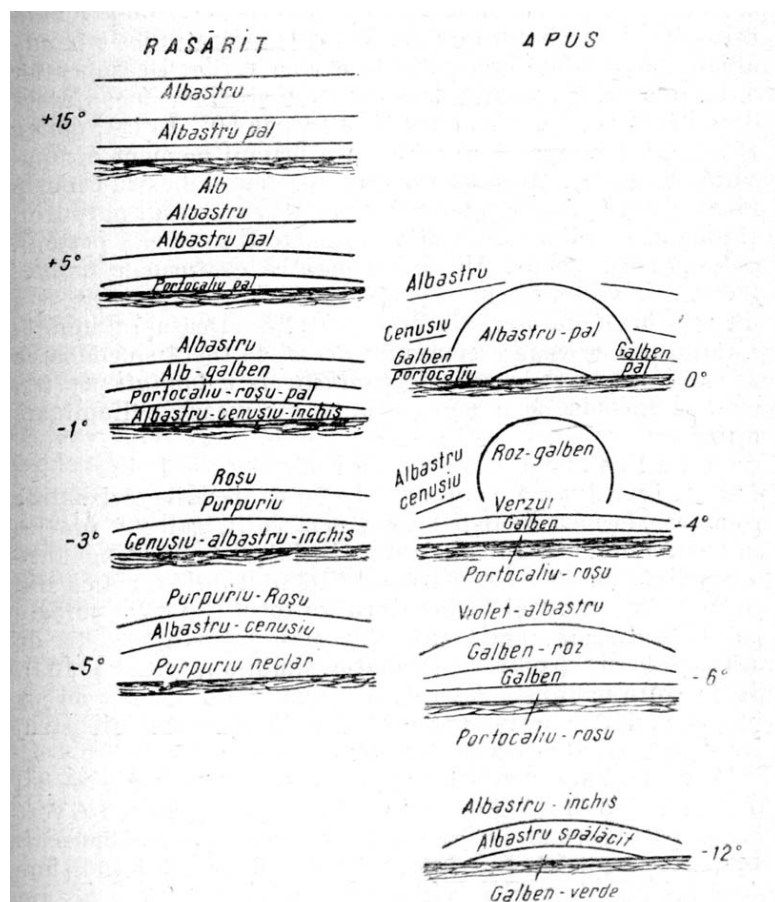 RASĂRIT
Albastru
+15°
Albastru pal
Alb
Albastru
Albastru pal
+5°
Portocaliu pal
Albastru
Alb-galben
Portocaliu-roșu-pal
Albastru-cenușiu-inchis
-1°
Roșu
Purpuriu
-3°
Cenușiu-albastru-inchis
Purpuriu-Roșu
Albastru-cenușiu
-5°
Purpuriu neclar
APUS
Albastru
Cenușiu
Albastru-pal
Galben
Portocaliu
Galben
pal
0°
Roz-galben
Albastru
cenușiu
Verzui
Galben
-4°
Portocaliu-roșu
Violet-albastru
Galben-roz
Galben
-6°
Portocaliu-roșu
Albastru-inchis
Albastru spălăcit
-12°
Galben-verde